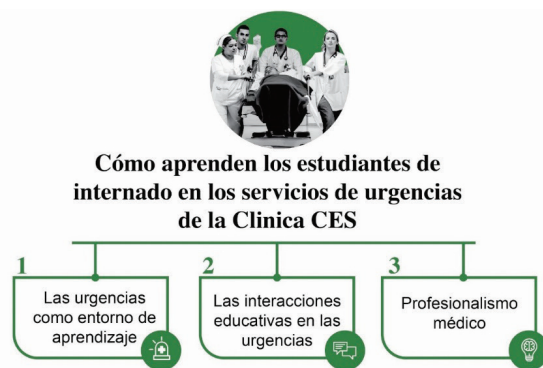 Cómo aprenden los estudiantes de
internado en los servicios de urgencias
de la Clinica CES
1
Las urgencias
como entorno de
aprendizaje
2
Las interacciones
educativas en las
urgencias
3
Profesionalismo
médico